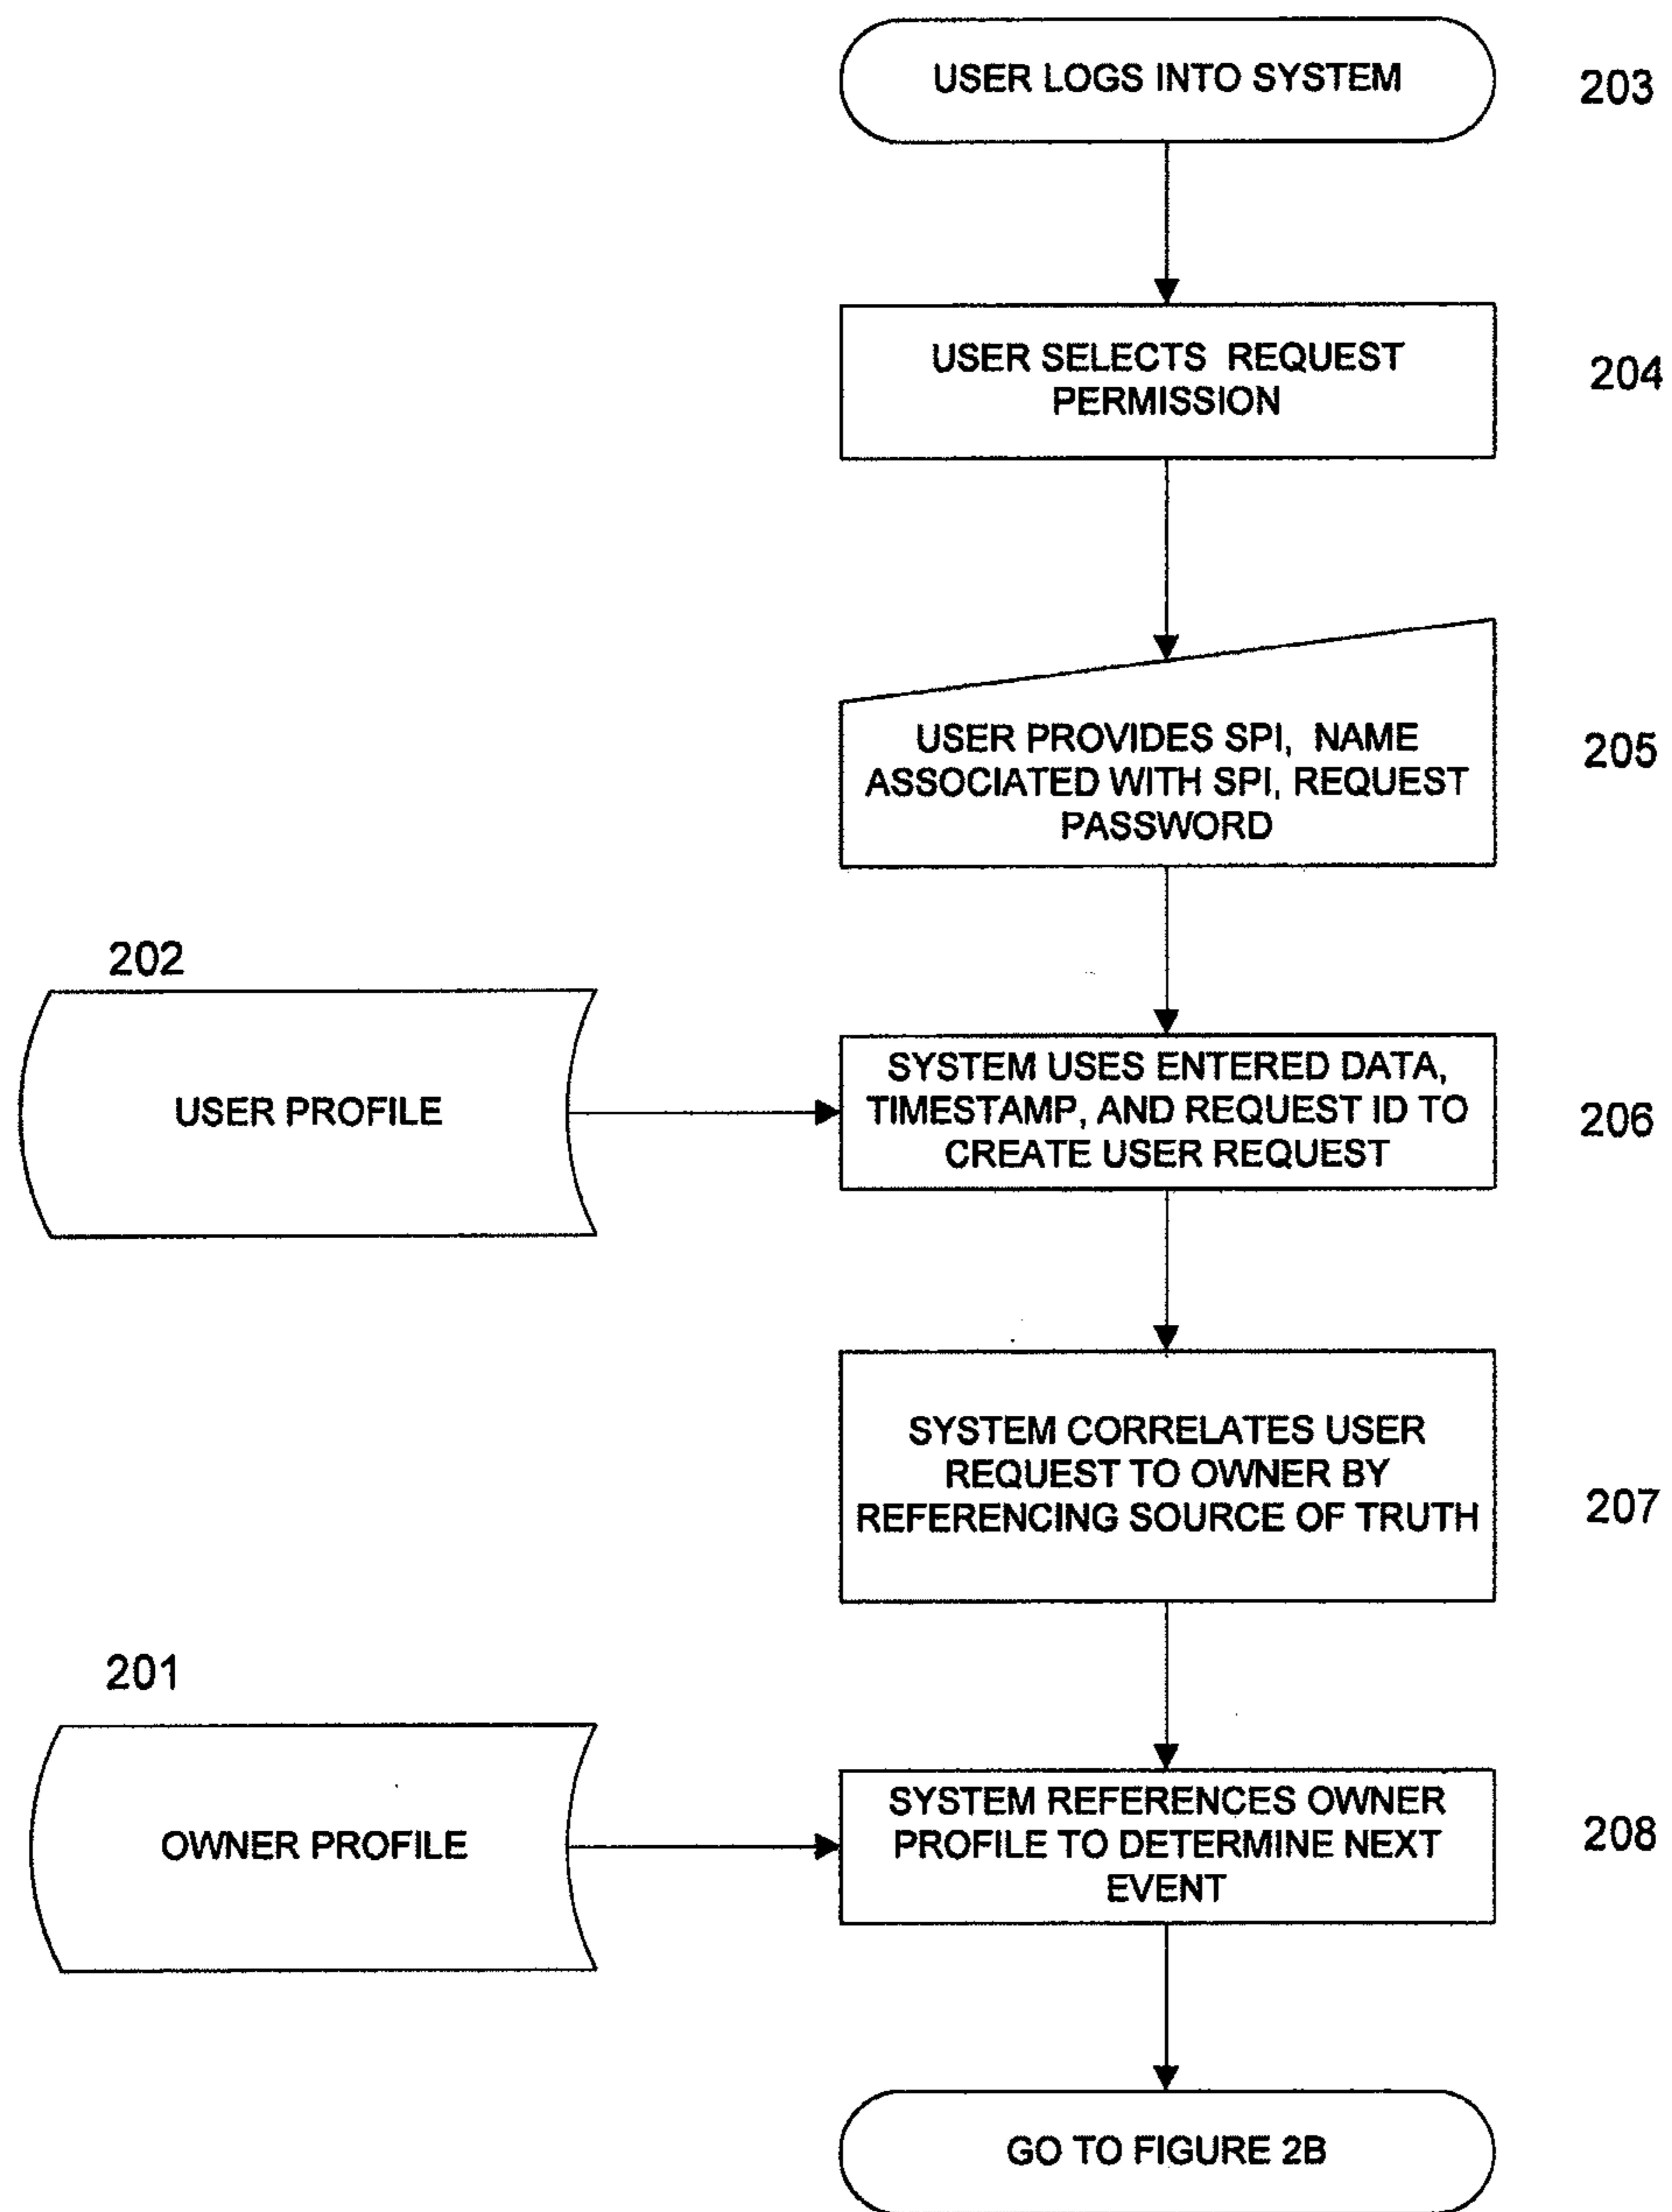 USER LOGS INTO SYSTEM
203
USER SELECTS REQUEST
PERMISSION
204
USER PROVIDES SPI, NAME
ASSOCIATED WITH SPI, REQUEST
PASSWORD
205
202
USER PROFILE
SYSTEM USES ENTERED DATA,
TIMESTAMP, AND REQUEST ID TO
CREATE USER REQUEST
206
SYSTEM CORRELATES USER
REQUEST TO OWNER BY
REFERENCING SOURCE OF TRUTH
207
201
OWNER PROFILE
SYSTEM REFERENCES OWNER
PROFILE TO DETERMINE NEXT
EVENT
208
GO TO FIGURE 2B